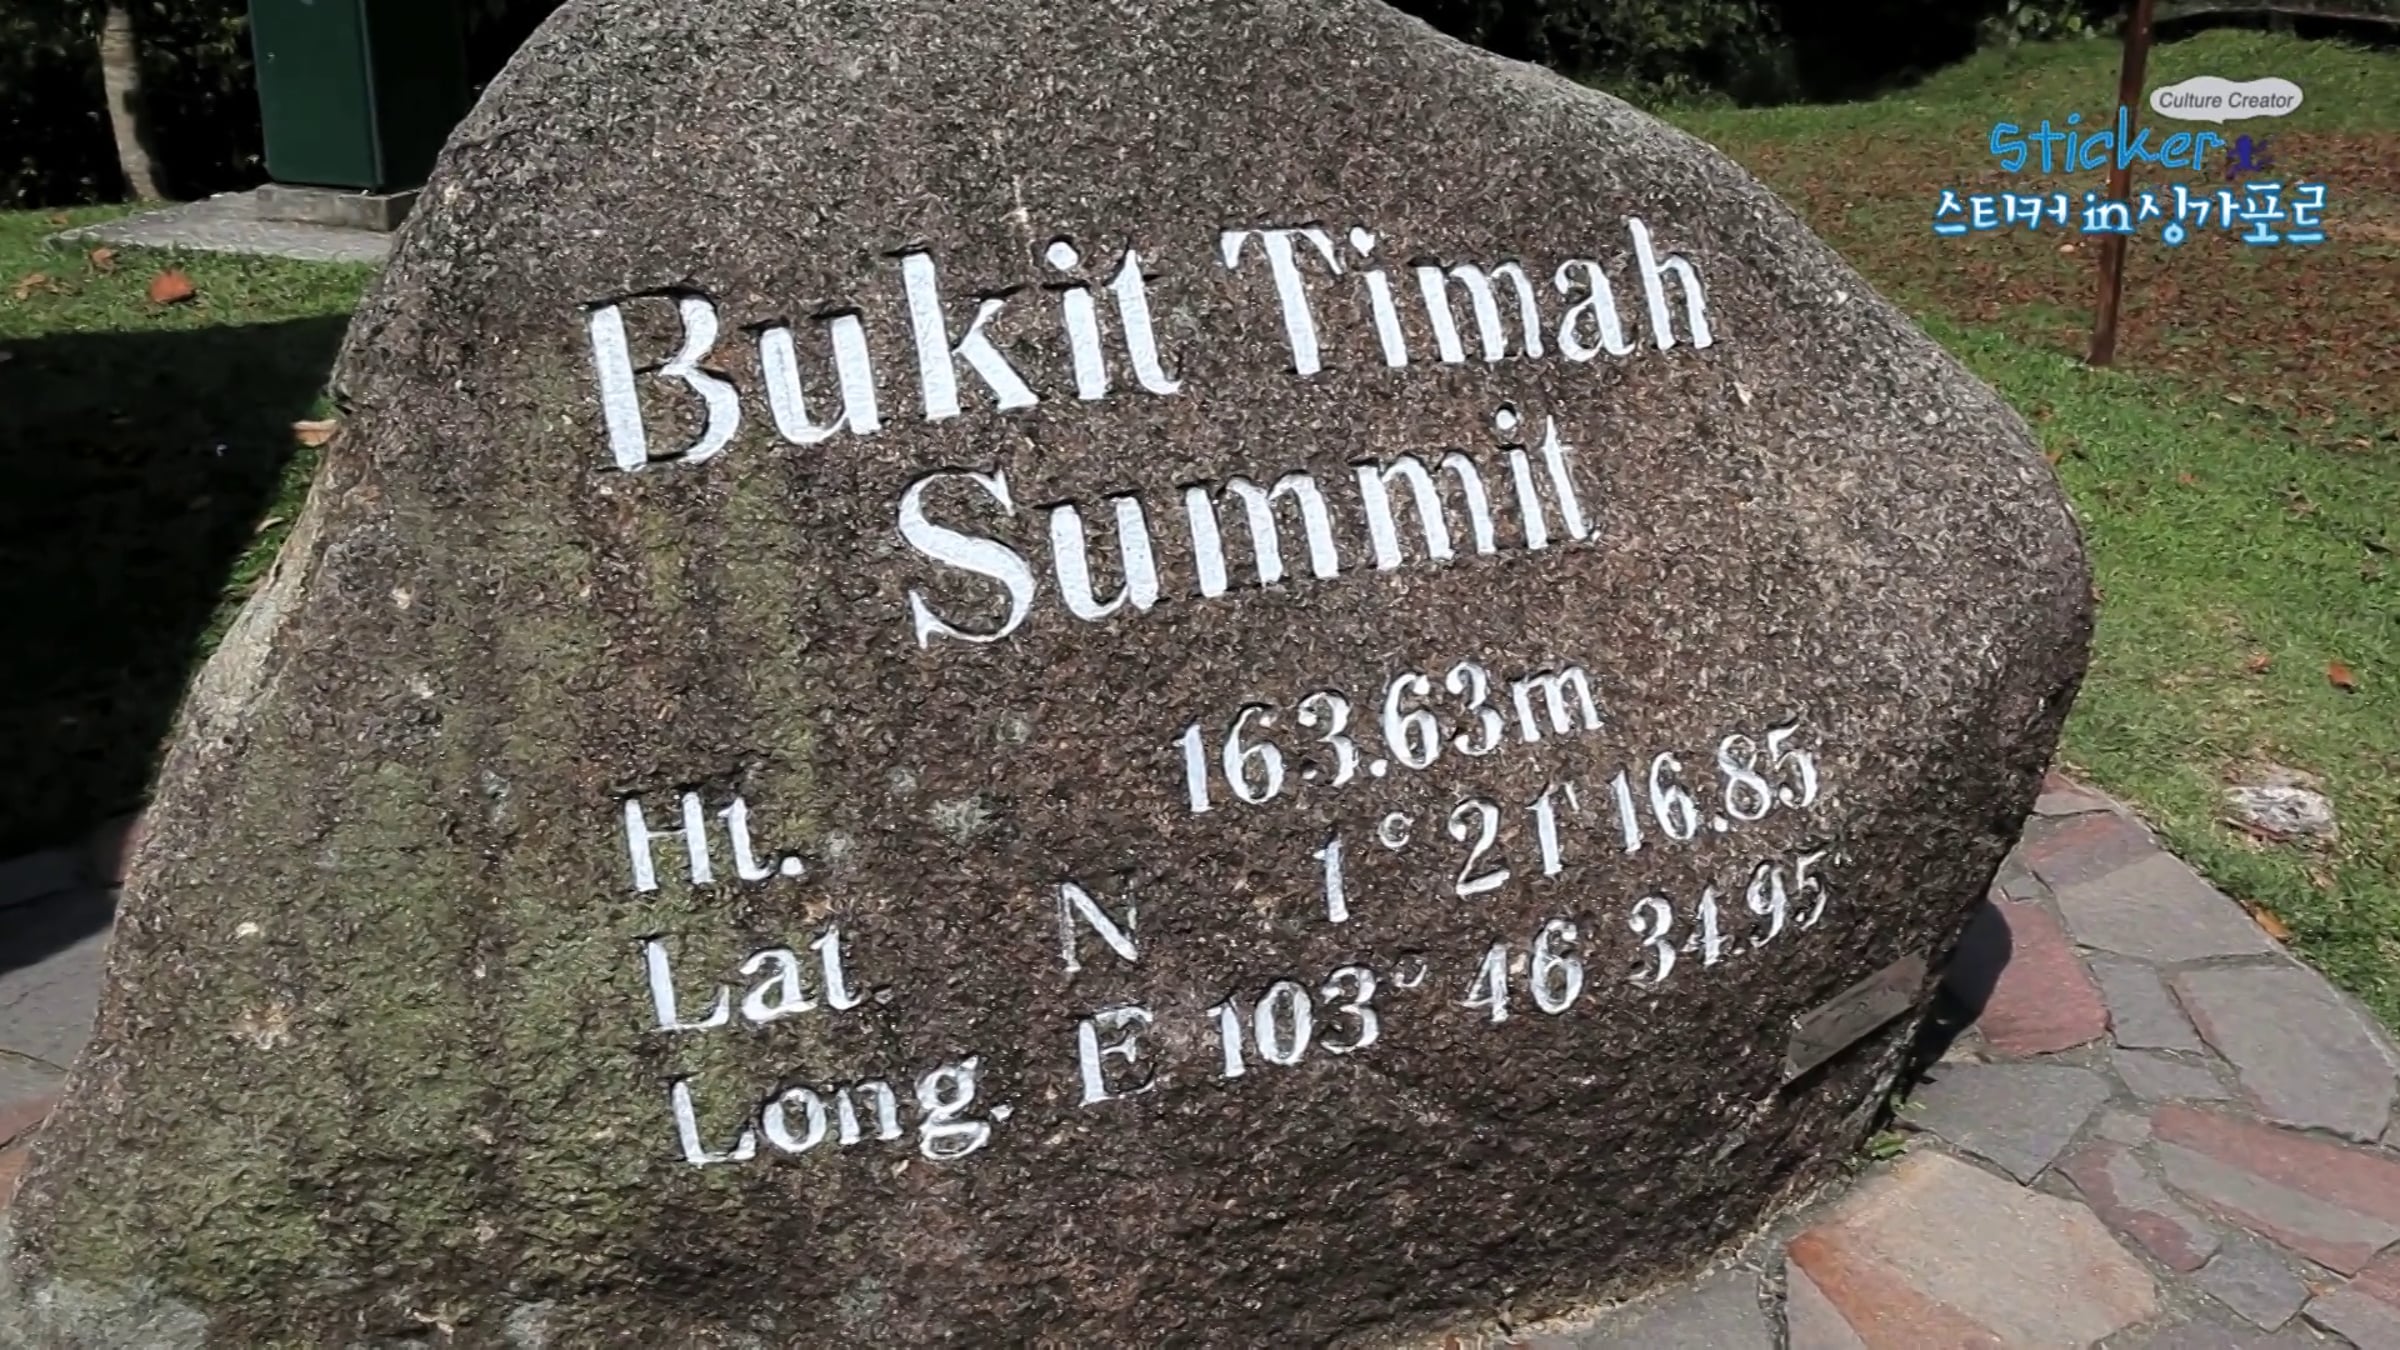 Culture Creator
Sticker
스티커 in 싱가포르
Bukit Timah
Summit
Ht. 163.63m
Lat. N 1° 21' 16.85
Long. E 103° 46 34.95"